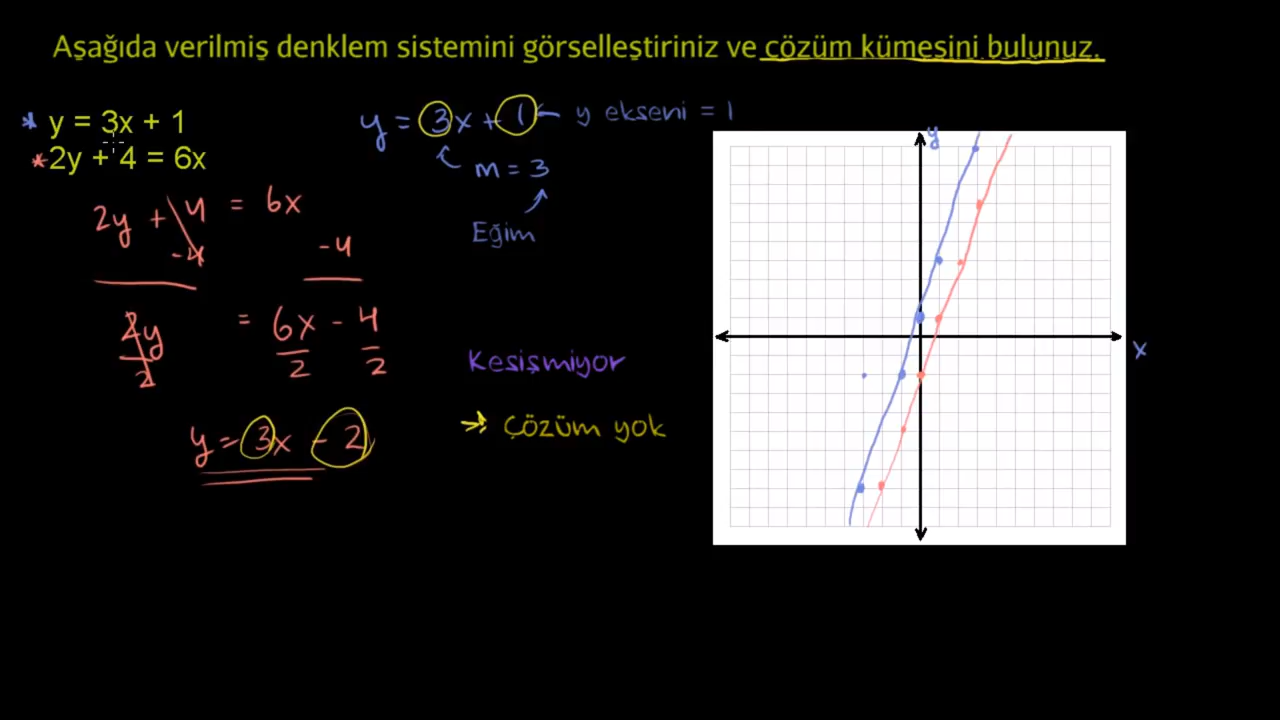 Aşağıda verilmiş denklem sistemini görselleştiriniz ve çözüm kümesini bulunuz.
* y = 3x + 1
* 2y + 4 = 6x
y = 3x + 1 ← y ekseni = 1
m = 3
Eğim
2y + 4 = 6x
-4 -4
2y/2 = 6x/2 - 4/2
y = 3x - 2
Kesişmiyor
⇒ Çözüm yok
y
x